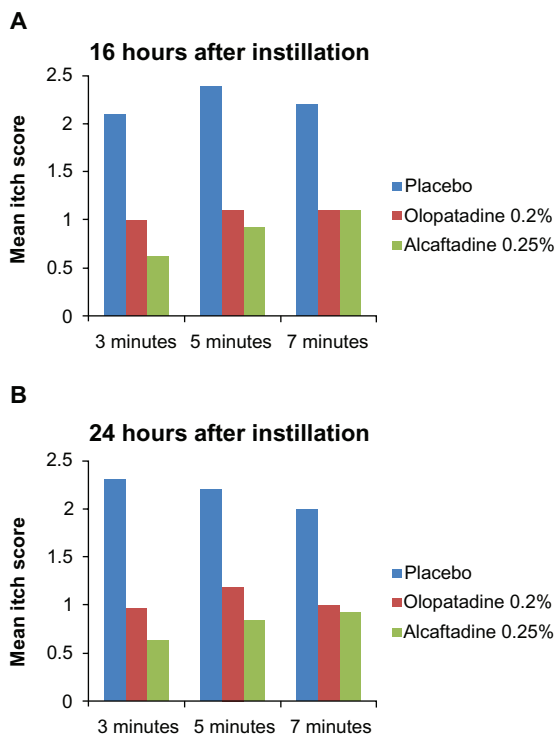 A
16 hours after instillation
Mean itch score
2.5
2
1.5
1
0.5
0
3 minutes
5 minutes
7 minutes
Placebo
Olopatadine 0.2%
Alcaftadine 0.25%
B
24 hours after instillation
Mean itch score
2.5
2
1.5
1
0.5
0
3 minutes
5 minutes
7 minutes
Placebo
Olopatadine 0.2%
Alcaftadine 0.25%